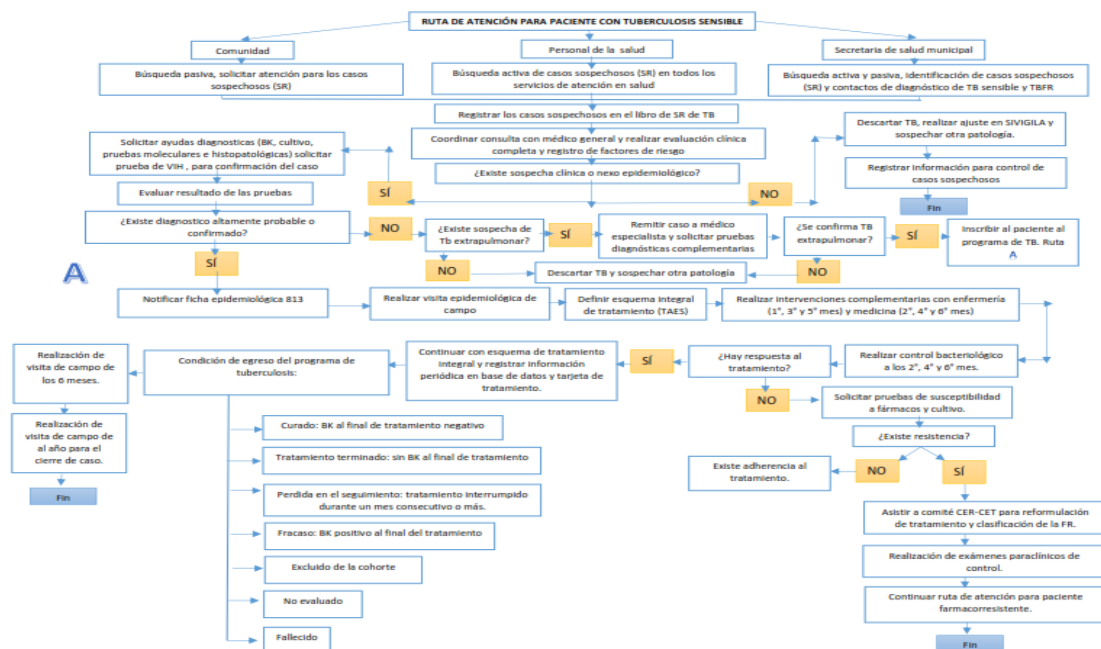 RUTA DE ATENCIÓN PARA PACIENTE CON TUBERCULOSIS SENSIBLE
Comunidad
Personal de la salud
Secretaria de salud municipal
Búsqueda pasiva, solicitar atención para los casos
sospechosos (SR)
Búsqueda activa de casos sospechosos (SR) en todos los
servicios de atención en salud
Búsqueda activa y pasiva, identificación de casos sospechosos
(SR) y contactos de diagnóstico de TB sensible y TBFR
Registrar los casos sospechosos en el libro de SR de TB
Coordinar consulta con médico general y realizar evaluación clínica
completa y registro de factores de riesgo
¿Existe sospecha clínica o nexo epidemiológico?
Solicitar ayudas diagnosticas (BK, cultivo,
pruebas moleculares e histopatológicas) solicitar
prueba de VIH , para confirmación del caso
SÍ
NO
Descartar TB, realizar ajuste en SIVIGILA y
sospechar otra patología.
Registrar información para control de
casos sospechosos
Fin
Evaluar resultado de las pruebas
¿Existe diagnostico altamente probable o
confirmado?
NO
¿Existe sospecha de
Tb extrapulmonar?
SÍ
Remitir caso a médico
especialista y solicitar pruebas
diagnósticas complementarias
¿Se confirma TB
extrapulmonar?
SÍ
Inscribir al paciente al
programa de TB. Ruta
A
A
SÍ
NO
Descartar TB y sospechar otra patología
NO
Notificar ficha epidemiológica 813
Realizar visita epidemiológica de
campo
Definir esquema integral
de tratamiento (TAES)
Realizar intervenciones complementarias con enfermería
(1°, 3° y 5° mes) y medicina (2°, 4° y 6° mes)
Realizar control bacteriológico
a los 2°, 4° y 6° mes.
¿Hay respuesta al
tratamiento?
SÍ
Continuar con esquema de tratamiento
integral y registrar información
periódica en base de datos y tarjeta de
tratamiento.
Condición de egreso del programa de
tuberculosis:
Realización de
visita de campo de
los 6 meses.
Realización de
visita de campo de
al año para el
cierre de caso.
Fin
Curado: BK al final de tratamiento negativo
Tratamiento terminado: sin BK al final de tratamiento
Perdida en el seguimiento: tratamiento interrumpido
durante un mes consecutivo o más.
Fracaso: BK positivo al final del tratamiento
Excluido de la cohorte
No evaluado
Fallecido
NO
Solicitar pruebas de susceptibilidad
a fármacos y cultivo.
¿Existe resistencia?
NO
SÍ
Existe adherencia al
tratamiento.
Asistir a comité CER-CET para reformulación
de tratamiento y clasificación de la FR.
Realización de exámenes paraclínicos de
control.
Continuar ruta de atención para paciente
farmacorresistente.
Fin